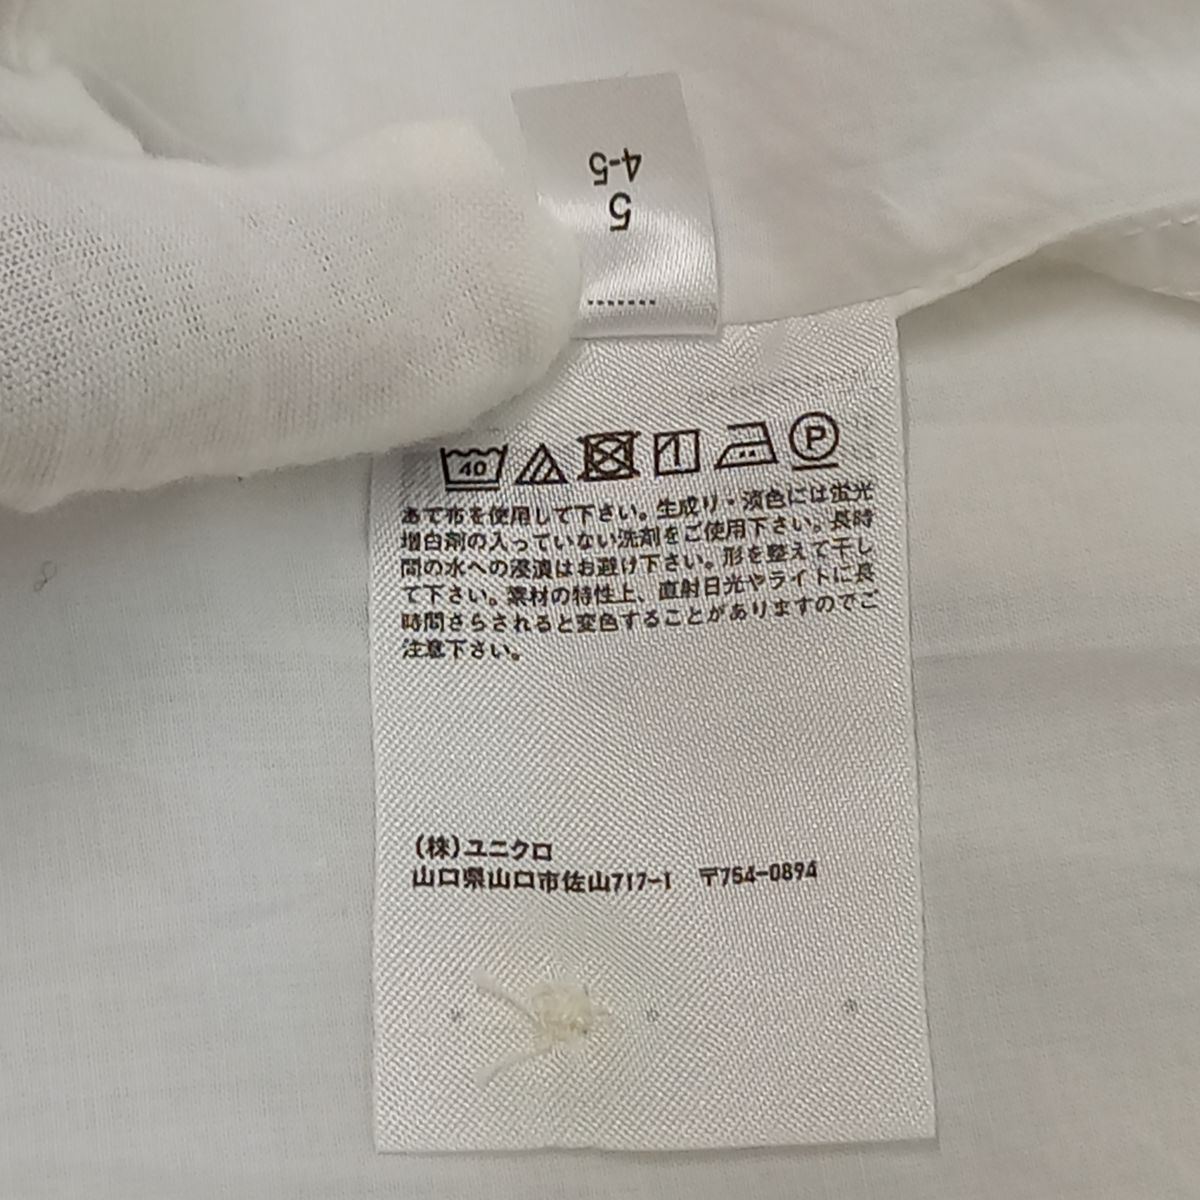 4-5
5
40
P
あて布を使用して下さい。生成り・淡色には蛍光
増白剤の入っていない洗剤をご使用下さい。長時
間の水への浸漬はお避け下さい。形を整えて干し
て下さい。素材の特性上、直射日光やライトに長
時間さらされると変色することがありますのでご
注意下さい。
(株)ユニクロ
山口県山口市佐山717-1 〒754-0894